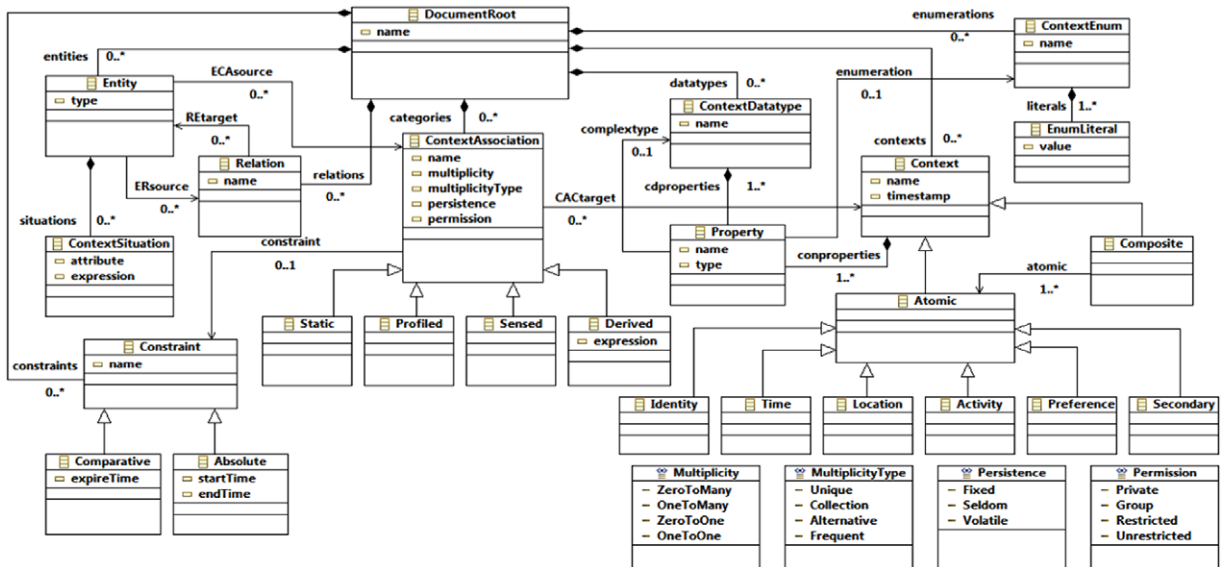 DocumentRoot
name
enumerations
0..*
ContextEnum
name
entities
0..*
ECAsource
0..*
Entity
type
datatypes
0..*
enumeration
0..1
literals
1..*
REtarget
0..*
categories
0..*
ContextDatatype
name
complextype
0..1
contexts
0..*
EnumLiteral
value
ContextAssociation
name
multiplicity
multiplicityType
persistence
permission
Relation
name
relations
0..*
ERsource
0..*
Context
name
timestamp
cdproperties
1..*
CACtarget
0..*
situations
0..*
ContextSituation
attribute
expression
constraint
0..1
Property
name
type
conproperties
1..*
Composite
atomic
1..*
Atomic
Static
Profiled
Sensed
Derived
expression
Constraint
name
constraints
0..*
Identity
Time
Location
Activity
Preference
Secondary
Comparative
expireTime
Absolute
startTime
endTime
Multiplicity
ZeroToMany
OneToMany
ZeroToOne
OneToOne
MultiplicityType
Unique
Collection
Alternative
Frequent
Persistence
Fixed
Seldom
Volatile
Permission
Private
Group
Restricted
Unrestricted